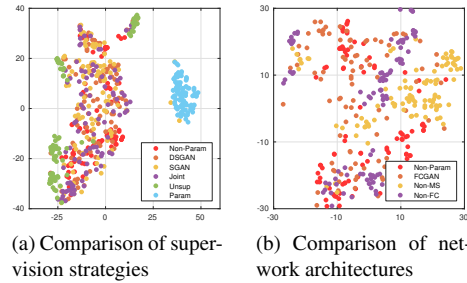 40
20
0
-20
-40
-25
0
25
50
Non-Param
DSGAN
SGAN
Joint
Unsup
Param
(a) Comparison of super-
vision strategies
30
10
-10
-30
-30
-10
10
30
Non-Param
FCGAN
Non-MS
Non-FC
(b) Comparison of net-
work architectures